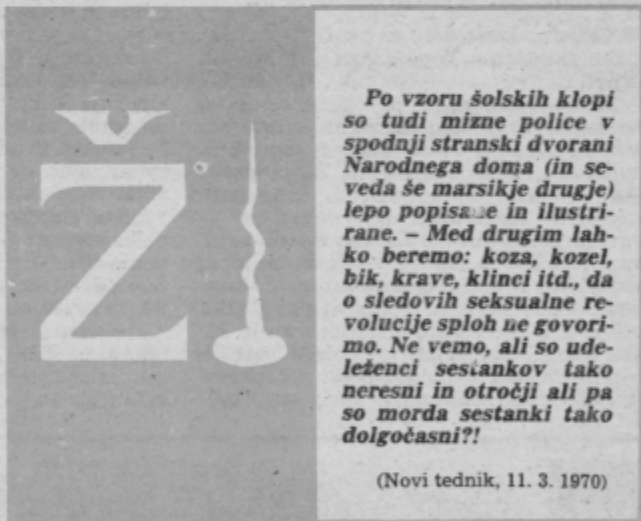 Ž
Po vzoru šolskih klopi
so tudi mizne police v
spodnji stranski dvorani
Narodnega doma (in se-
veda še marsikje drugje)
lepo popisane in ilustri-
rane. – Med drugim lah-
ko beremo: koza, kozel,
bik, krave, klinci itd., da
o sledovih seksualne re-
volucije sploh ne govori-
mo. Ne vemo, ali so ude-
leženci sestankov tako
neresni in otročji ali pa
so morda sestanki tako
dolgočasni?!
(Novi tednik, 11. 3. 1970)